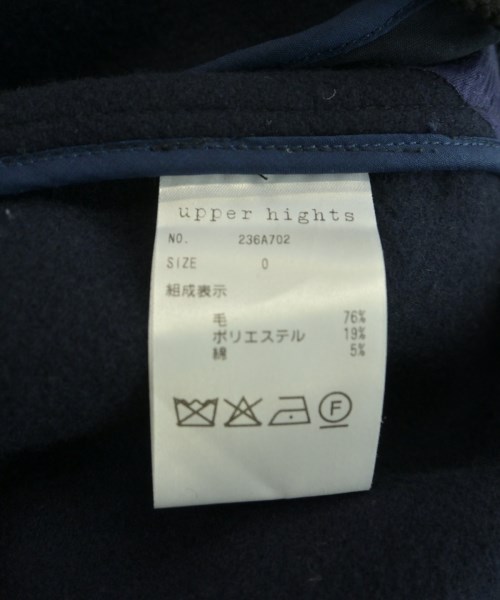 upper hights
NO. 236A702
SIZE 0
組成表示
毛 76%
ポリエステル 19%
綿 5%
F